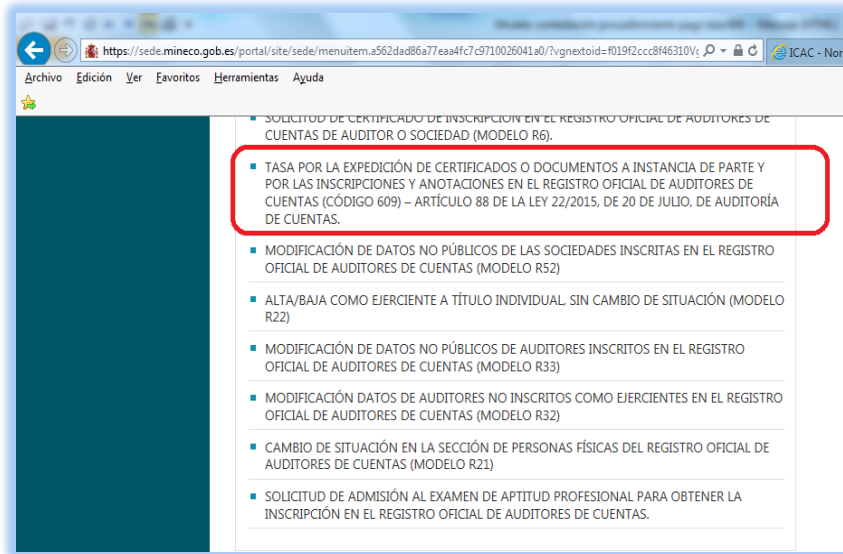 https://sede.mineco.gob.es/portal/site/sede/menuitem.a562dad86a77eaa4fc7c9710026041a0/?vgnextoid=f019f2ccc8f46310V
ICAC - Nor
Archivo Edición Ver Favoritos Herramientas Ayuda
SOLICITUD DE CERTIFICADO DE INSCRIPCIÓN EN EL REGISTRO OFICIAL DE AUDITORES DE
CUENTAS DE AUDITOR O SOCIEDAD (MODELO R6).
TASA POR LA EXPEDICIÓN DE CERTIFICADOS O DOCUMENTOS A INSTANCIA DE PARTE Y
POR LAS INSCRIPCIONES Y ANOTACIONES EN EL REGISTRO OFICIAL DE AUDITORES DE
CUENTAS (CÓDIGO 609) – ARTÍCULO 88 DE LA LEY 22/2015, DE 20 DE JULIO, DE AUDITORÍA
DE CUENTAS.
MODIFICACIÓN DE DATOS NO PÚBLICOS DE LAS SOCIEDADES INSCRITAS EN EL REGISTRO
OFICIAL DE AUDITORES DE CUENTAS (MODELO R52)
ALTA/BAJA COMO EJERCIENTE A TÍTULO INDIVIDUAL, SIN CAMBIO DE SITUACIÓN (MODELO
R22)
MODIFICACIÓN DE DATOS NO PÚBLICOS DE AUDITORES INSCRITOS EN EL REGISTRO
OFICIAL DE AUDITORES DE CUENTAS (MODELO R33)
MODIFICACIÓN DATOS DE AUDITORES NO INSCRITOS COMO EJERCIENTES EN EL REGISTRO
OFICIAL DE AUDITORES DE CUENTAS (MODELO R32)
CAMBIO DE SITUACIÓN EN LA SECCIÓN DE PERSONAS FÍSICAS DEL REGISTRO OFICIAL DE
AUDITORES DE CUENTAS (MODELO R21)
SOLICITUD DE ADMISIÓN AL EXAMEN DE APTITUD PROFESIONAL PARA OBTENER LA
INSCRIPCIÓN EN EL REGISTRO OFICIAL DE AUDITORES DE CUENTAS.